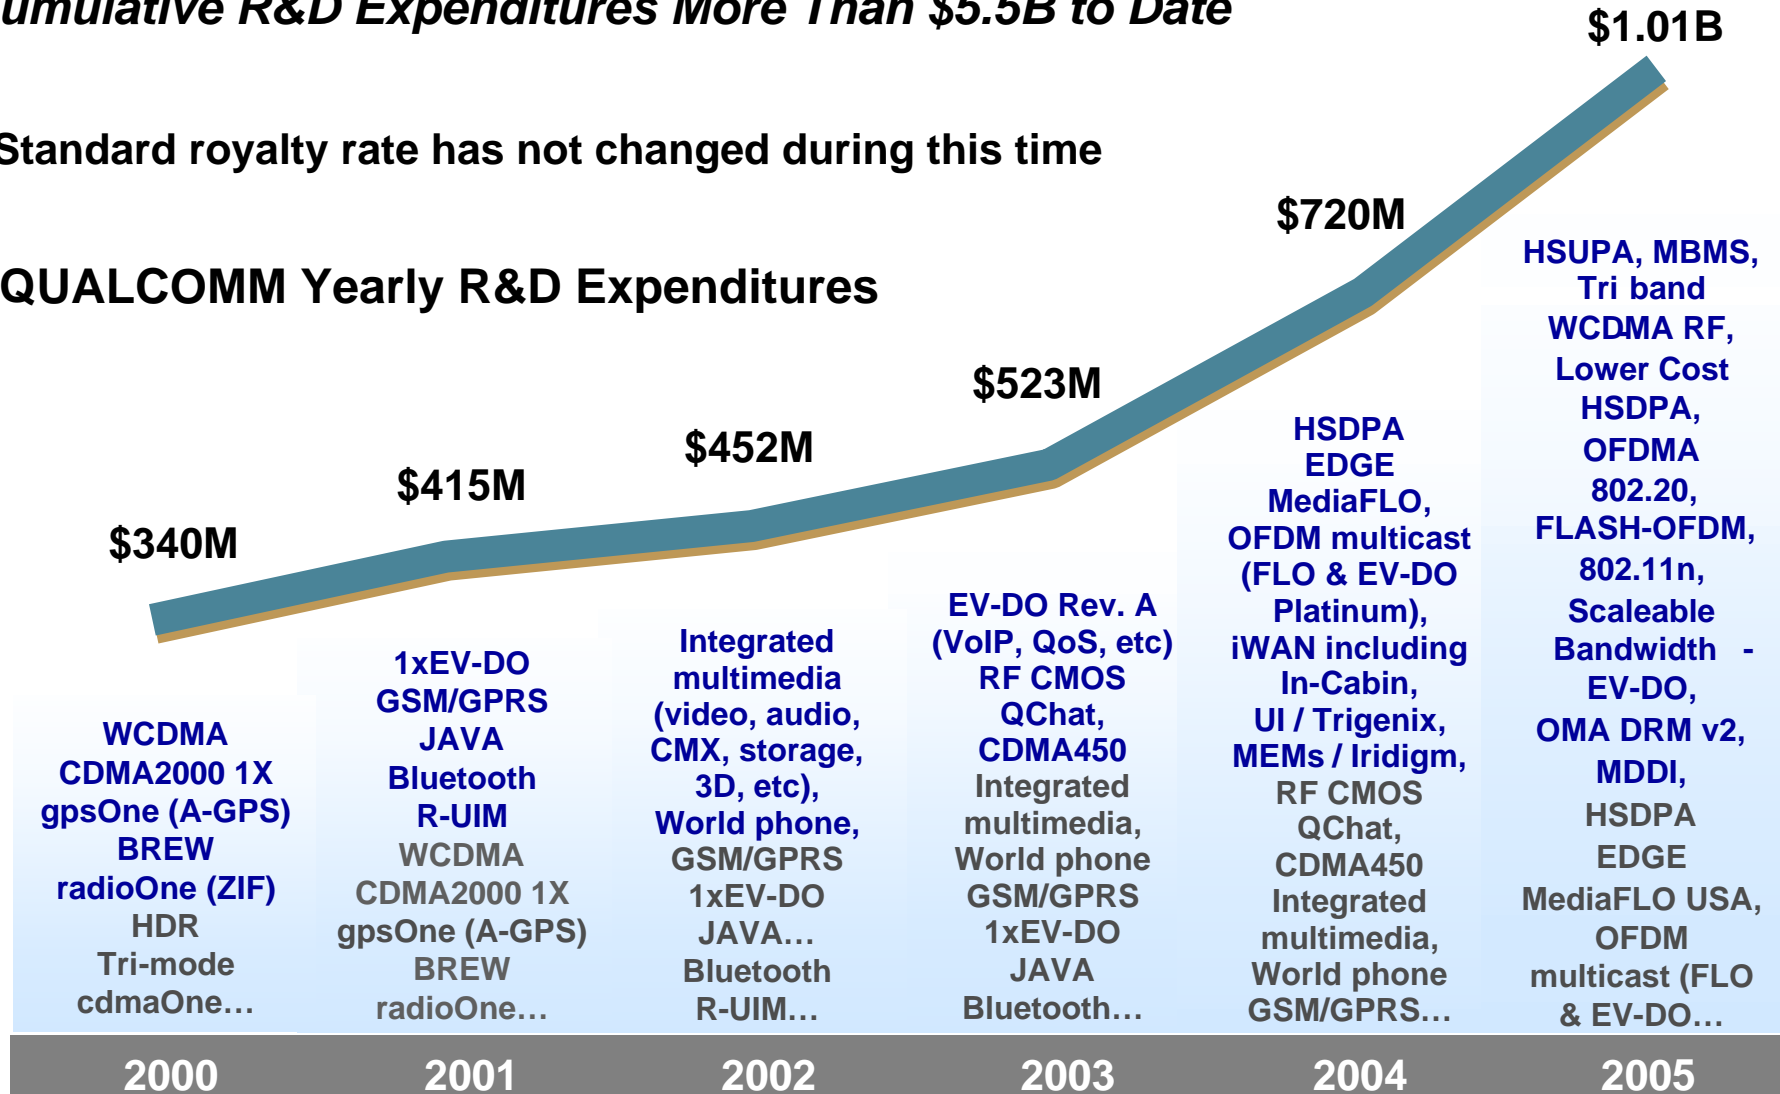 umulative R&D Expenditures More Than $5.5B to Date
$1.01B
Standard royalty rate has not changed during this time
$720M
QUALCOMM Yearly R&D Expenditures
$523M
$452M
$415M
$340M
WCDMA
CDMA2000 1X
gpsOne (A-GPS)
BREW
radioOne (ZIF)
HDR
Tri-mode
cdmaOne…
1xEV-DO
GSM/GPRS
JAVA
Bluetooth
R-UIM
WCDMA
CDMA2000 1X
gpsOne (A-GPS)
BREW
radioOne…
Integrated
multimedia
(video, audio,
CMX, storage,
3D, etc),
World phone,
GSM/GPRS
1xEV-DO
JAVA…
Bluetooth
R-UIM…
EV-DO Rev. A
(VoIP, QoS, etc)
RF CMOS
QChat,
CDMA450
Integrated
multimedia,
World phone
GSM/GPRS
1xEV-DO
JAVA
Bluetooth…
HSDPA
EDGE
MediaFLO,
OFDM multicast
(FLO & EV-DO
Platinum),
iWAN including
In-Cabin,
UI / Trigenix,
MEMs / Iridigm,
RF CMOS
QChat,
CDMA450
Integrated
multimedia,
World phone
GSM/GPRS…
HSUPA, MBMS,
Tri band
WCDMA RF,
Lower Cost
HSDPA,
OFDMA
802.20,
FLASH-OFDM,
802.11n,
Scaleable
Bandwidth -
EV-DO,
OMA DRM v2,
MDDI,
HSDPA
EDGE
MediaFLO USA,
OFDM
multicast (FLO
& EV-DO…
2000 2001 2002 2003 2004 2005